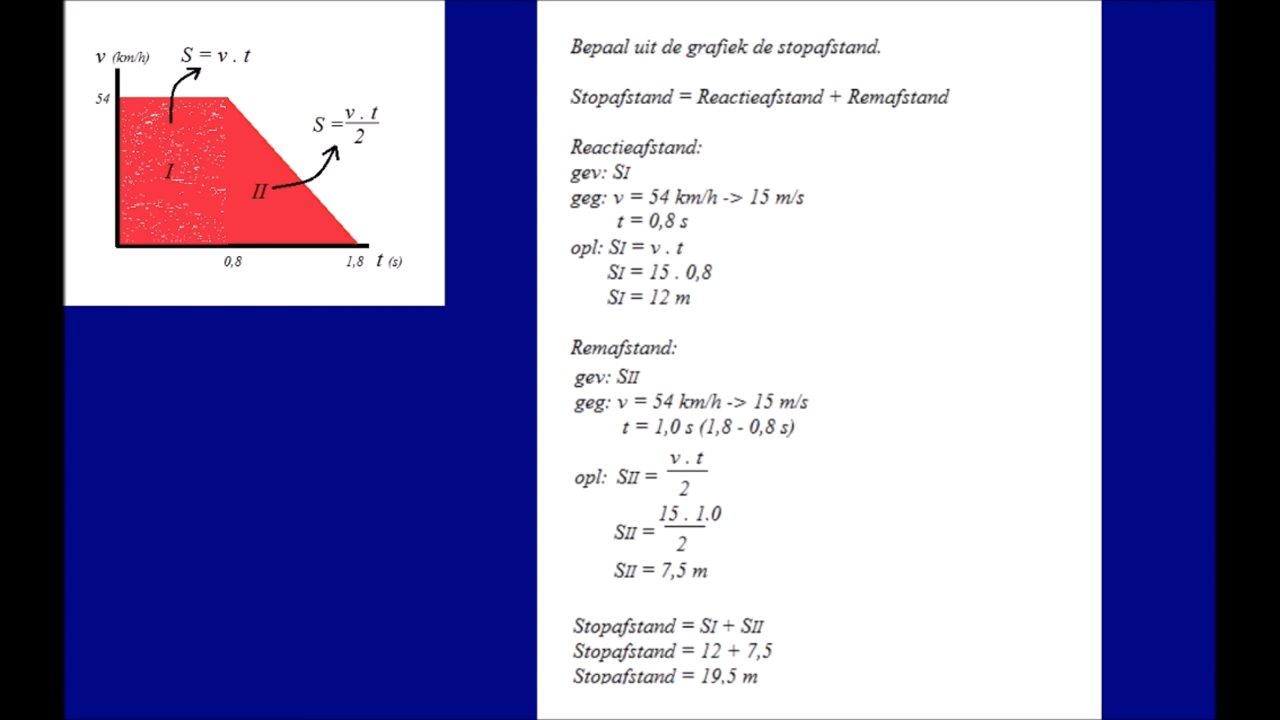 v (km/h)
S = v . t
54
S = v . t
2
I
II
0,8
1,8
t (s)
Bepaal uit de grafiek de stopafstand.
Stopafstand = Reactieafstand + Remafstand
Reactieafstand:
gev: SI
geg: v = 54 km/h -> 15 m/s
t = 0,8 s
opl: SI = v . t
SI = 15 . 0,8
SI = 12 m
Remafstand:
gev: SII
geg: v = 54 km/h -> 15 m/s
t = 1,0 s (1,8 - 0,8 s)
opl: SII = v . t
2
SII = 15 . 1.0
2
SII = 7,5 m
Stopafstand = SI + SII
Stopafstand = 12 + 7,5
Stopafstand = 19,5 m